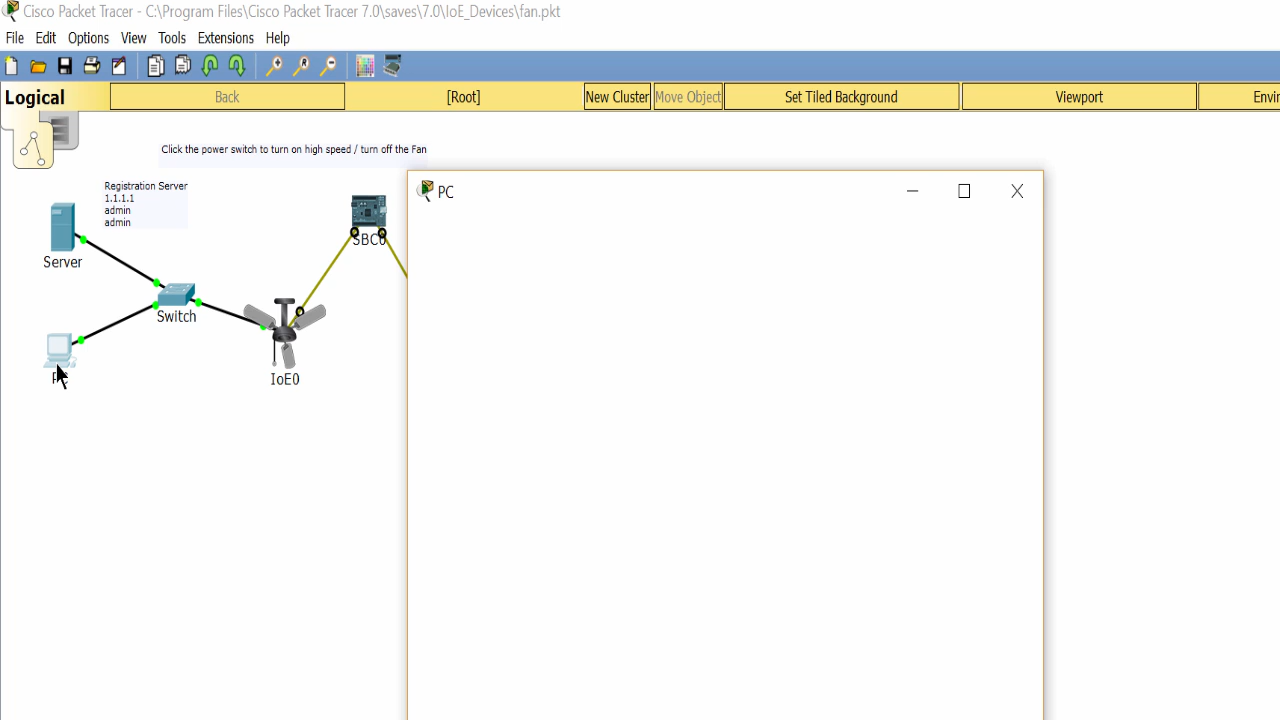 Cisco Packet Tracer - C:\Program Files\Cisco Packet Tracer 7.0\saves\7.0\IoE_Devices\fan.pkt
File Edit Options View Tools Extensions Help
Logical Back [Root] New Cluster Move Object Set Tiled Background Viewport Envir
Click the power switch to turn on high speed / turn off the Fan
Registration Server
1.1.1.1
admin
admin
PC
SBC0
Server
Switch
PC
IoE0